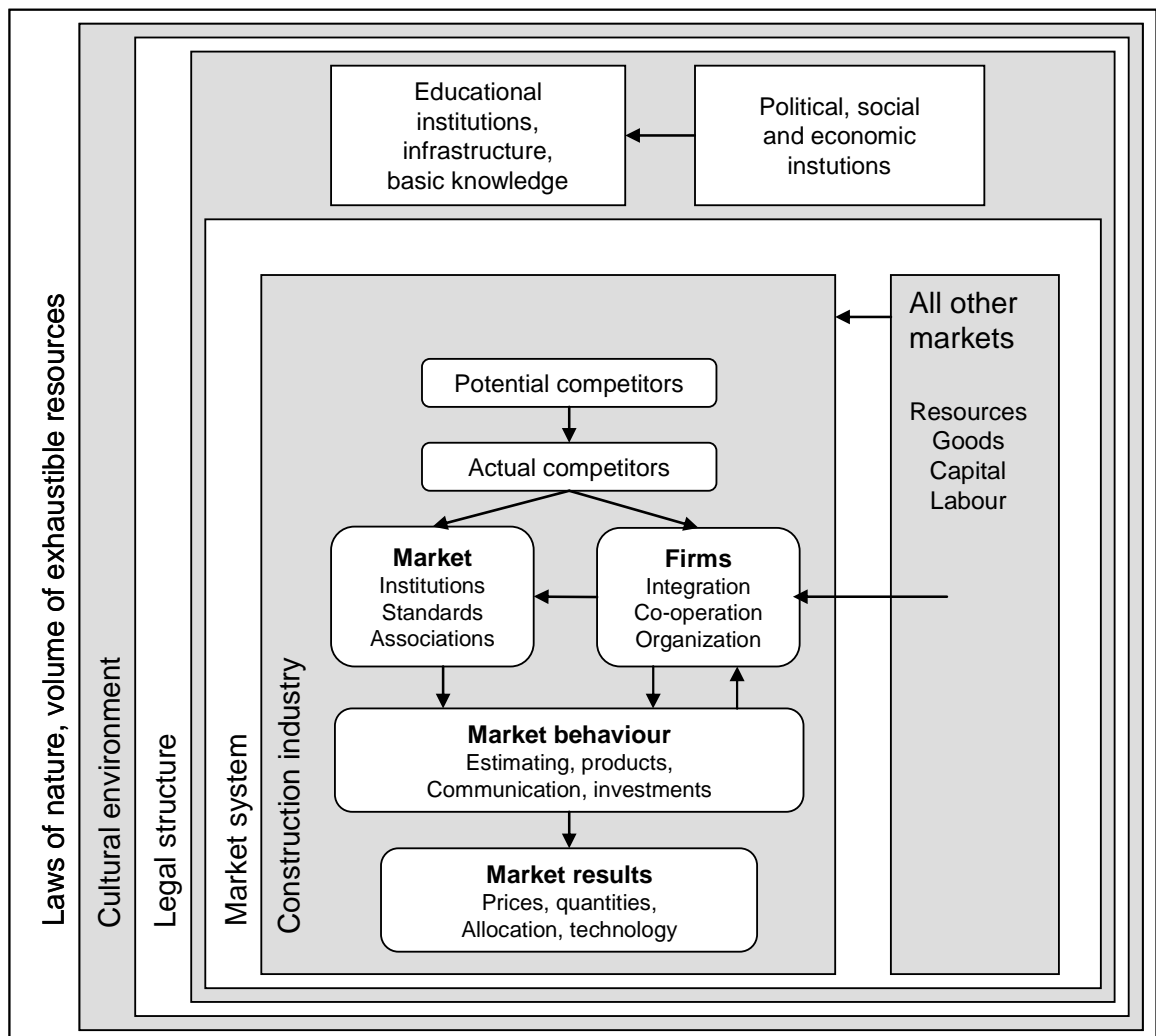 Educational
institutions,
infrastructure,
basic knowledge
Political, social
and economic
instutions
Laws of nature, volume of exhaustible resources
Cultural environment
Legal structure
Market system
Construction industry
All other
markets
Resources
Goods
Capital
Labour
Potential competitors
Actual competitors
Market
Institutions
Standards
Associations
Firms
Integration
Co-operation
Organization
Market behaviour
Estimating, products,
Communication, investments
Market results
Prices, quantities,
Allocation, technology